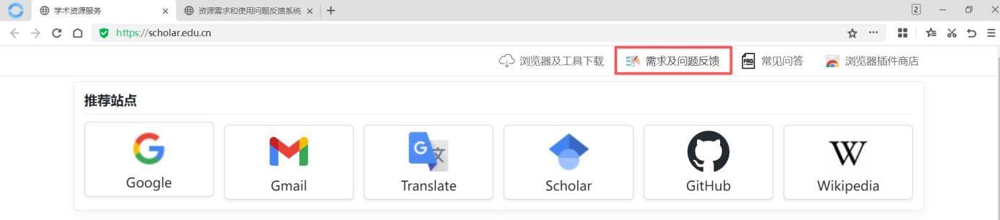 学术资源服务
资源需求和使用问题反馈系统
2
https://scholar.edu.cn
浏览器及工具下载
需求及问题反馈
FAQ
常见问答
浏览器插件商店
推荐站点
Google
Gmail
G 文
Translate
Scholar
GitHub
W
Wikipedia